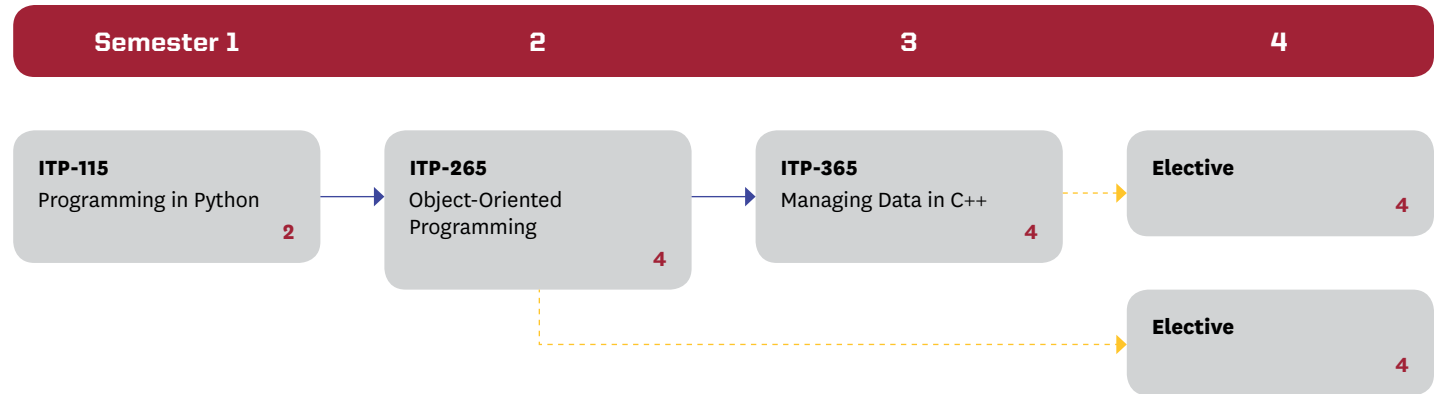 Semester 1 2 3 4
ITP-115
Programming in Python
2
ITP-265
Object-Oriented
Programming
4
ITP-365
Managing Data in C++
4
Elective
4
Elective
4